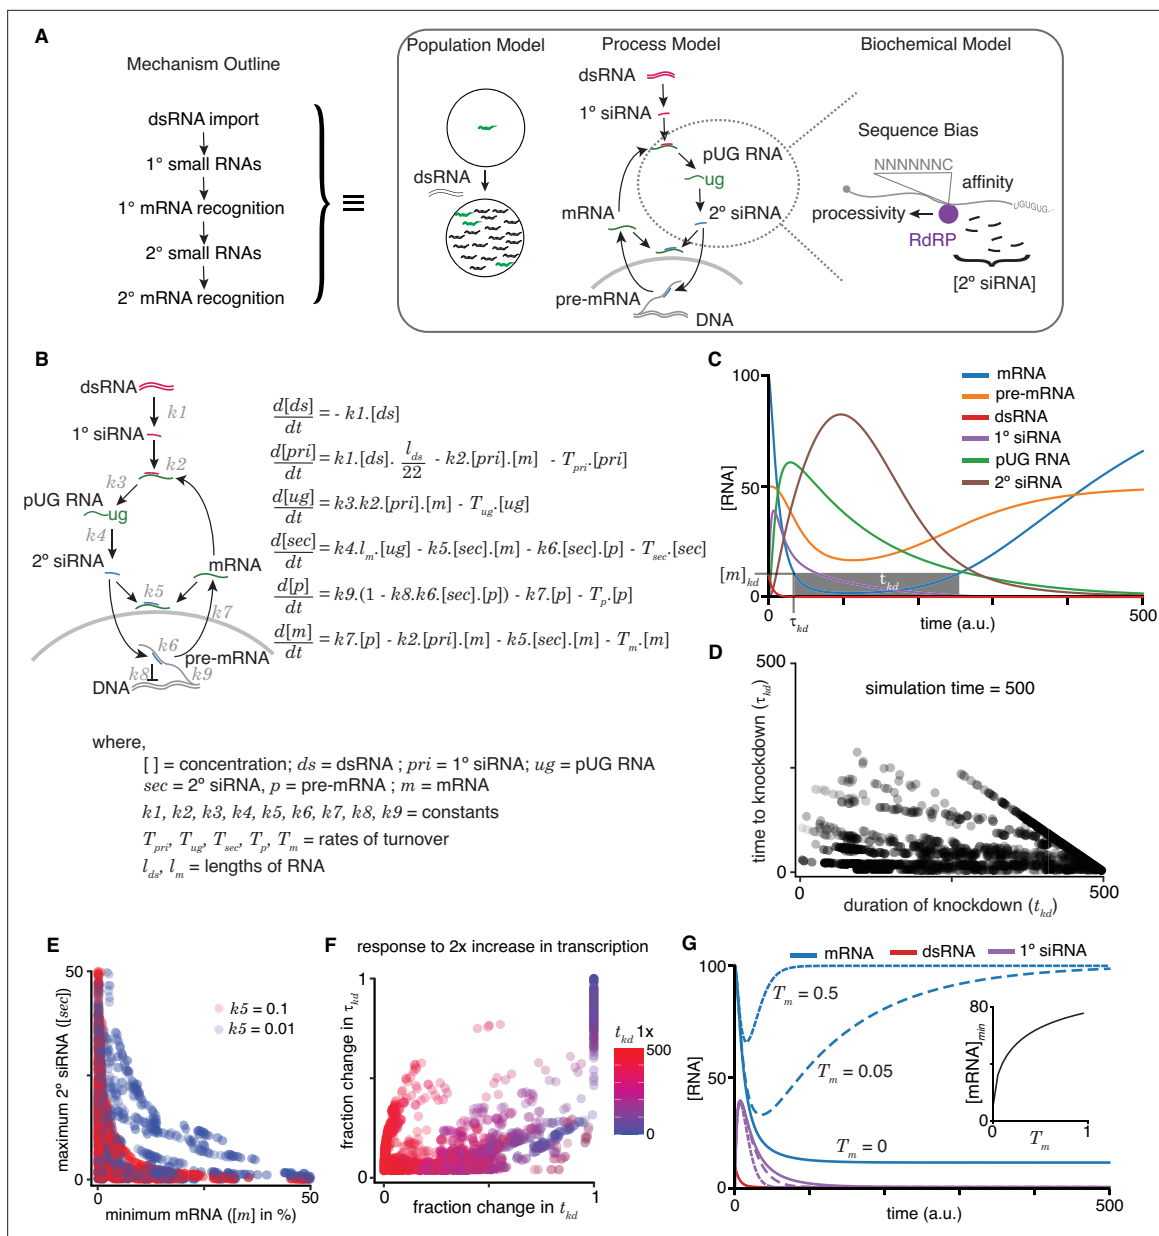 A
Mechanism Outline
dsRNA import
1° small RNAs
1° mRNA recognition
2° small RNAs
2° mRNA recognition
≡
Population Model
dsRNA
Process Model
dsRNA
1° siRNA
pUG RNA
ug
mRNA
2° siRNA
pre-mRNA
DNA
Biochemical Model
Sequence Bias
NNNNNNC
affinity
UGUGUG...
processivity
RdRP
[2° siRNA]
B
dsRNA
k1
1° siRNA
k2
k3
pUG RNA
ug
k4
2° siRNA
mRNA
k5
k7
k6
pre-mRNA
k8
k9
DNA
d[ds]/dt = - k1.[ds]
d[pri]/dt = k1.[ds]. l_ds/22 - k2.[pri].[m] - T_pri.[pri]
d[ug]/dt = k3.k2.[pri].[m] - T_ug.[ug]
d[sec]/dt = k4.l_m.[ug] - k5.[sec].[m] - k6.[sec].[p] - T_sec.[sec]
d[p]/dt = k9.(1 - k8.k6.[sec].[p]) - k7.[p] - T_p.[p]
d[m]/dt = k7.[p] - k2.[pri].[m] - k5.[sec].[m] - T_m.[m]
where,
[ ] = concentration; ds = dsRNA ; pri = 1° siRNA; ug = pUG RNA
sec = 2° siRNA, p = pre-mRNA ; m = mRNA
k1, k2, k3, k4, k5, k6, k7, k8, k9 = constants
T_pri, T_ug, T_sec, T_p, T_m = rates of turnover
l_ds, l_m = lengths of RNA
C
100
50
0
[RNA]
[m]_kd
mRNA
pre-mRNA
dsRNA
1° siRNA
pUG RNA
2° siRNA
t_kd
0
τ_kd
time (a.u.)
500
D
500
simulation time = 500
time to knockdown (τ_kd)
0
0
500
duration of knockdown (t_kd)
E
50
k5 = 0.1
k5 = 0.01
maximum 2° siRNA ([sec])
0
0
50
minimum mRNA ([m] in %)
F
response to 2x increase in transcription
1
fraction change in τ_kd
0
0
1
fraction change in t_kd
t_kd 1x
500
0
G
mRNA
dsRNA
1° siRNA
100
50
0
[RNA]
T_m = 0.5
T_m = 0.05
T_m = 0
80
[mRNA]_min
0
0
T_m
1
0
time (a.u.)
500